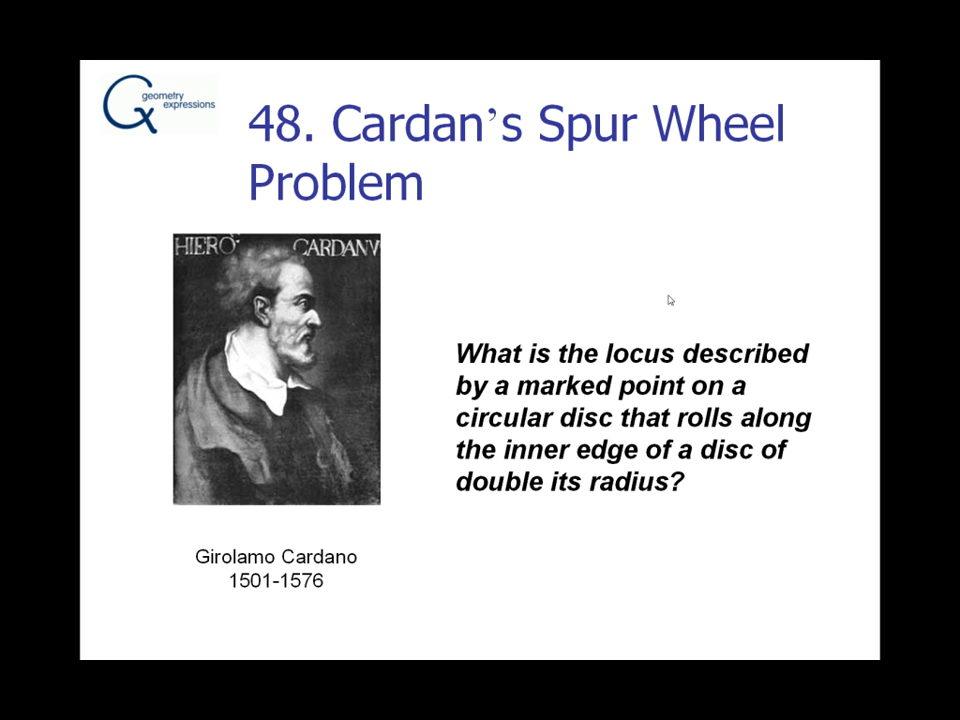 geometry
expressions
48. Cardan’s Spur Wheel
Problem
HIERO CARDANV
What is the locus described
by a marked point on a
circular disc that rolls along
the inner edge of a disc of
double its radius?
Girolamo Cardano
1501-1576